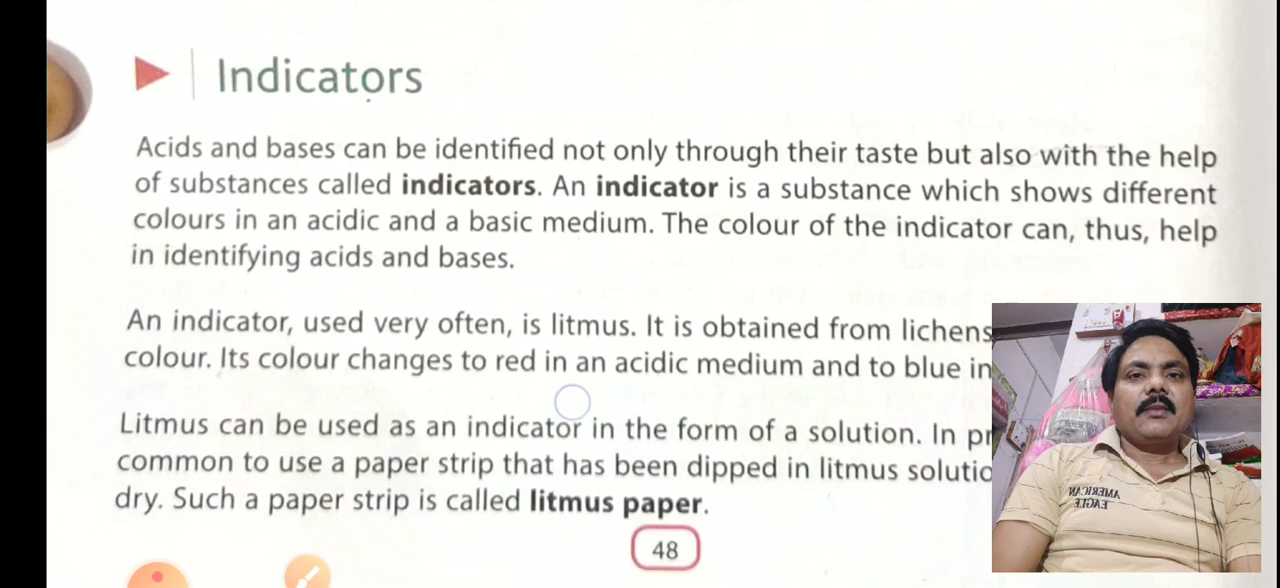 Indicators
Acids and bases can be identified not only through their taste but also with the help
of substances called indicators. An indicator is a substance which shows different
colours in an acidic and a basic medium. The colour of the indicator can, thus, help
in identifying acids and bases.
An indicator, used very often, is litmus. It is obtained from lichens
colour. Its colour changes to red in an acidic medium and to blue in
Litmus can be used as an indicator in the form of a solution. In
common to use a paper strip that has been dipped in litmus
dry. Such a paper strip is called litmus paper.
48
AMERICAN
EAGLE